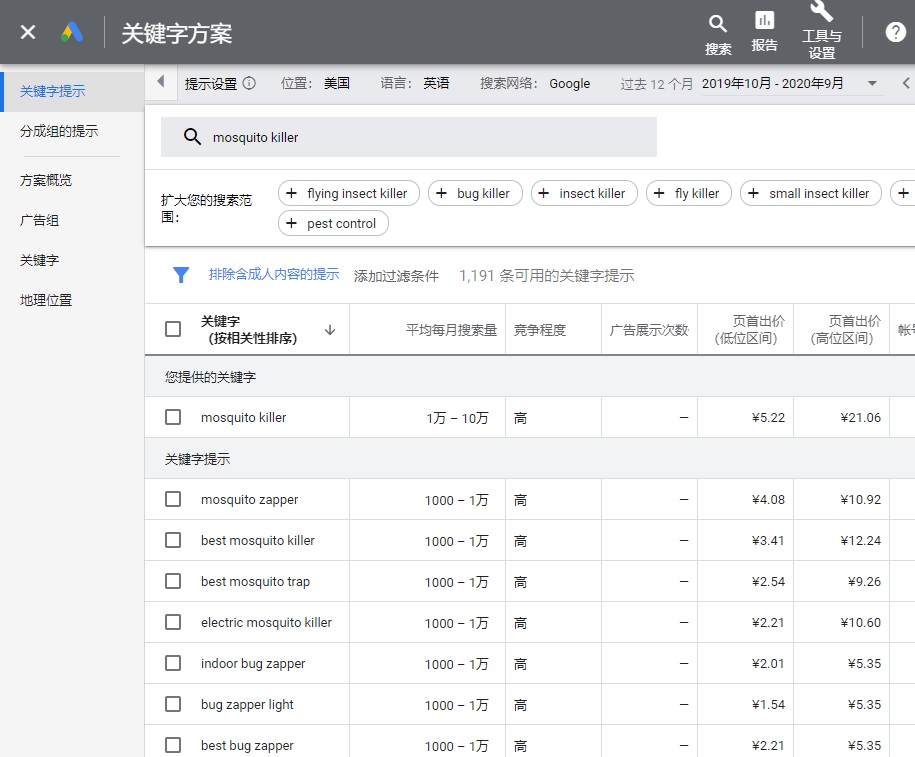 关键字方案
搜索
报告
工具与
设置
关键字提示
分成组的提示
方案概览
广告组
关键字
地理位置
提示设置 位置: 美国 语言: 英语 搜索网络: Google 过去 12 个月 2019年10月 - 2020年9月
mosquito killer
扩大您的搜索范
围:
+ flying insect killer + bug killer + insect killer + fly killer + small insect killer +
+ pest control
排除含成人内容的提示 添加过滤条件 1,191 条可用的关键字提示
关键字
(按相关性排序)
平均每月搜索量
竞争程度
广告展示次数
页首出价
(低位区间)
页首出价
(高位区间)
您提供的关键字
mosquito killer 1万 – 10万 高 – ¥5.22 ¥21.06
关键字提示
mosquito zapper 1000 – 1万 高 – ¥4.08 ¥10.92
best mosquito killer 1000 – 1万 高 – ¥3.41 ¥12.24
best mosquito trap 1000 – 1万 高 – ¥2.54 ¥9.26
electric mosquito killer 1000 – 1万 高 – ¥2.21 ¥10.60
indoor bug zapper 1000 – 1万 高 – ¥2.01 ¥5.35
bug zapper light 1000 – 1万 高 – ¥1.54 ¥5.35
best bug zapper 1000 – 1万 高 – ¥2.21 ¥5.35